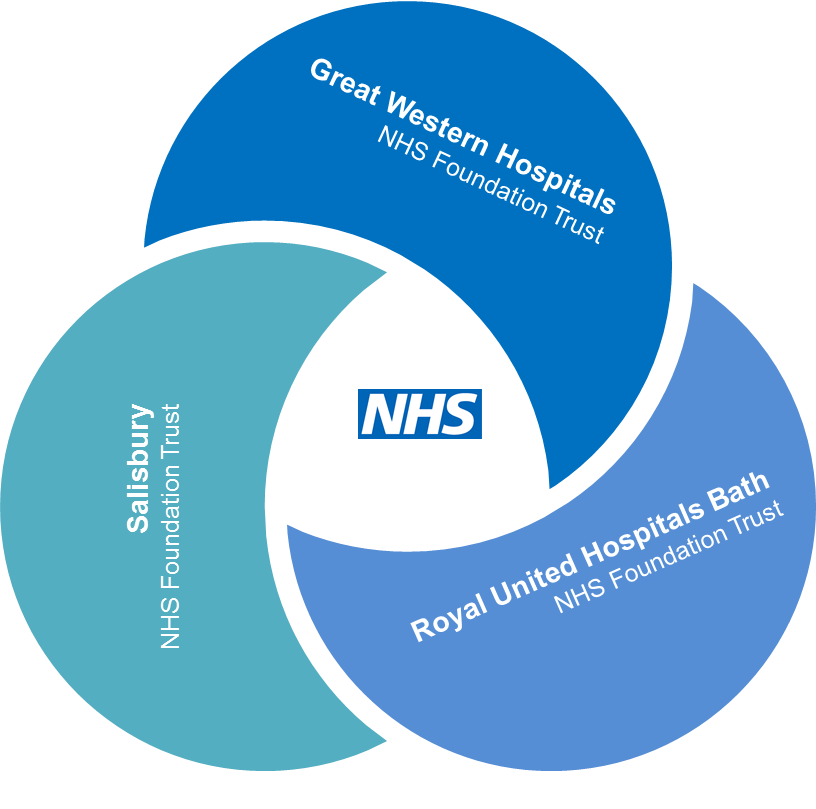 Great Western Hospitals
NHS Foundation Trust
NHS
Salisbury
NHS Foundation Trust
Royal United Hospitals Bath
NHS Foundation Trust